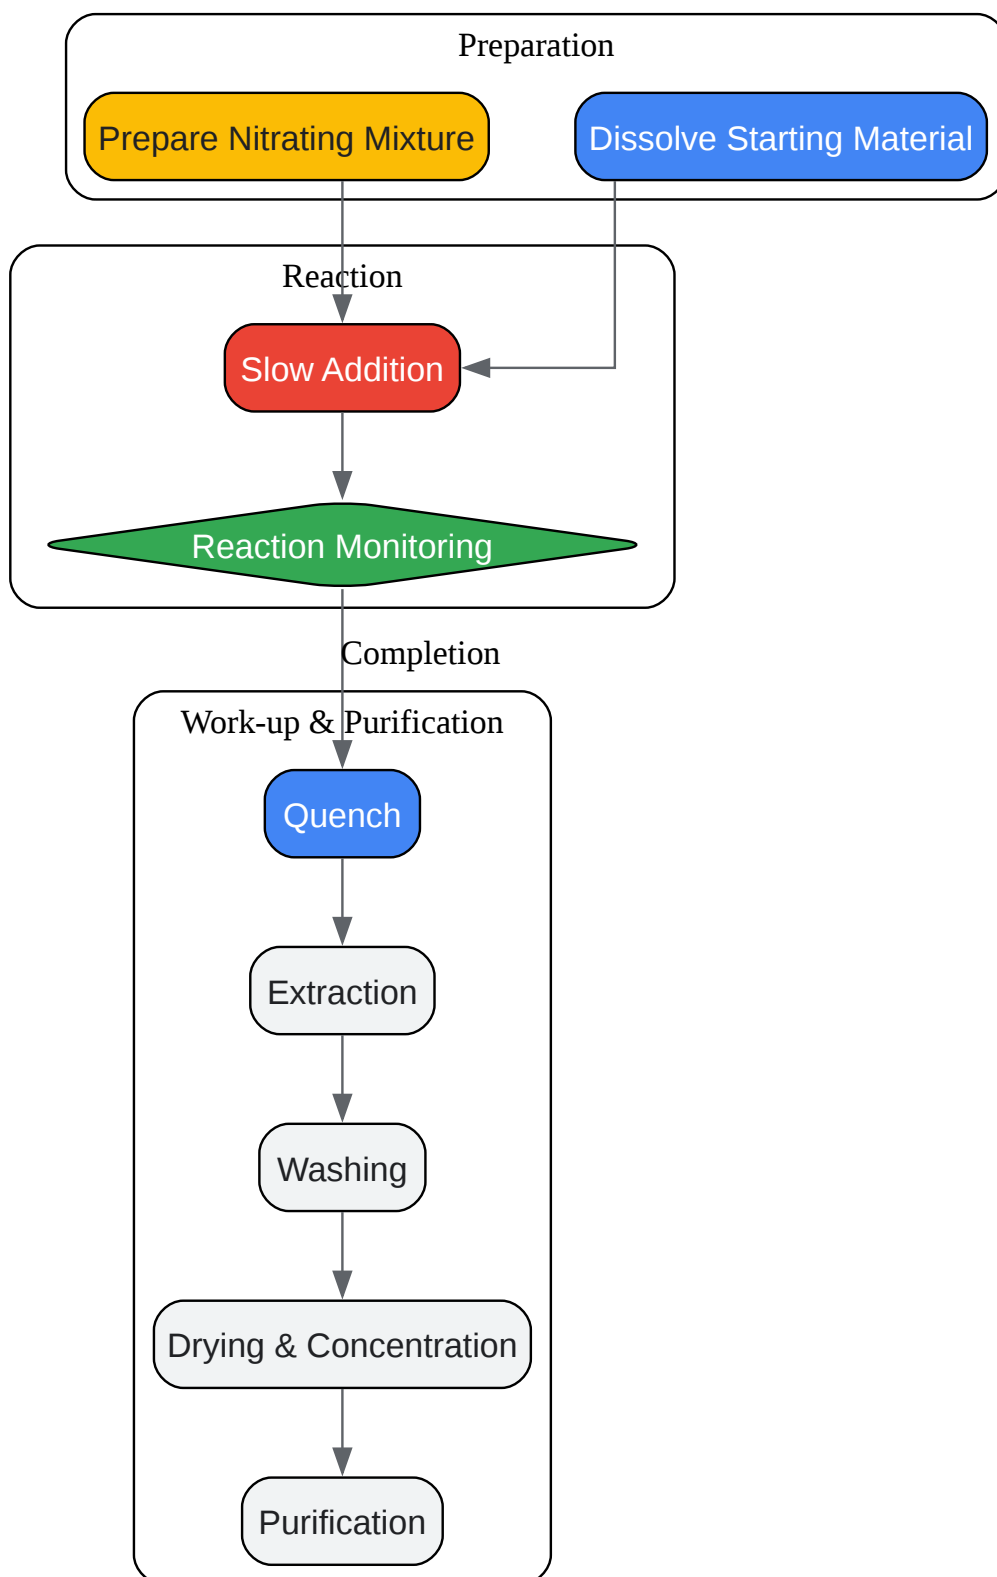 Preparation
Prepare Nitrating Mixture
Dissolve Starting Material
Reaction
Slow Addition
Reaction Monitoring
Completion
Work-up & Purification
Quench
Extraction
Washing
Drying & Concentration
Purification